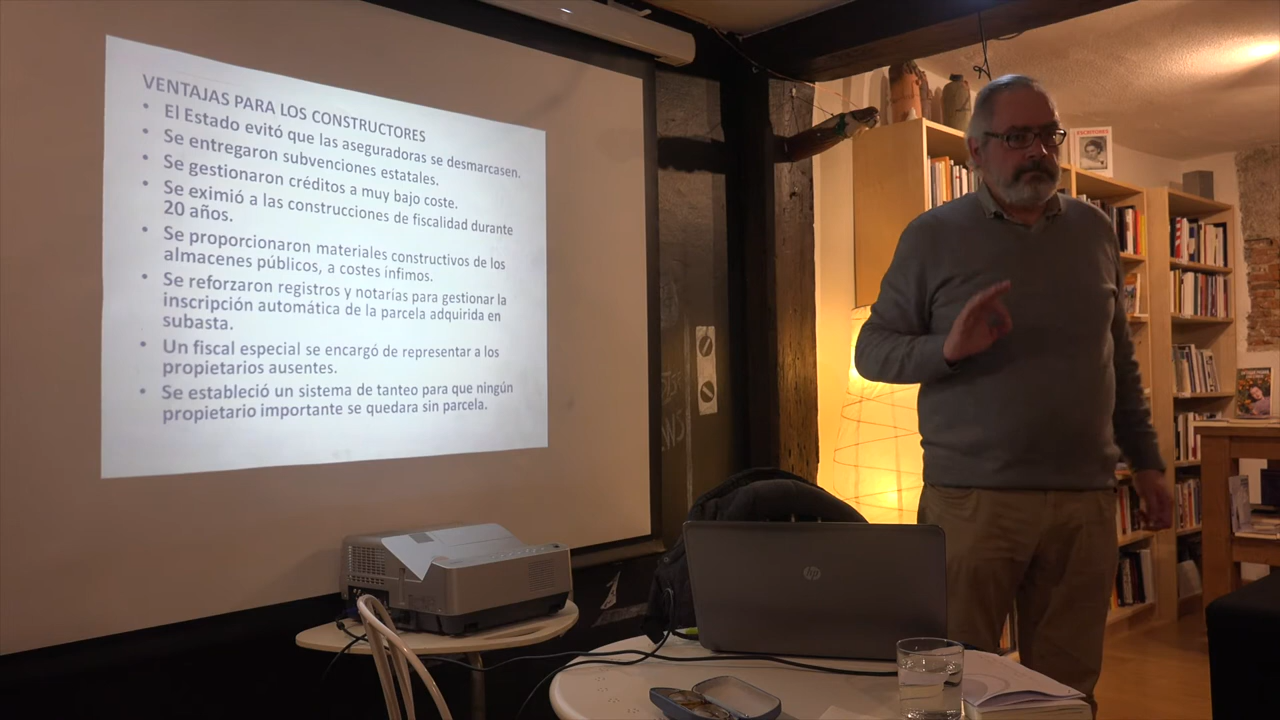 VENTAJAS PARA LOS CONSTRUCTORES
• El Estado evitó que las aseguradoras se desmarcasen.
• Se entregaron subvenciones estatales.
• Se gestionaron créditos a muy bajo coste.
• Se eximió a las construcciones de fiscalidad durante
20 años.
• Se proporcionaron materiales constructivos de los
almacenes públicos, a costes ínfimos.
• Se reforzaron registros y notarías para gestionar la
inscripción automática de la parcela adquirida en
subasta.
• Un fiscal especial se encargó de representar a los
propietarios ausentes.
• Se estableció un sistema de tanteo para que ningún
propietario importante se quedara sin parcela.
ESCRITORES
hp